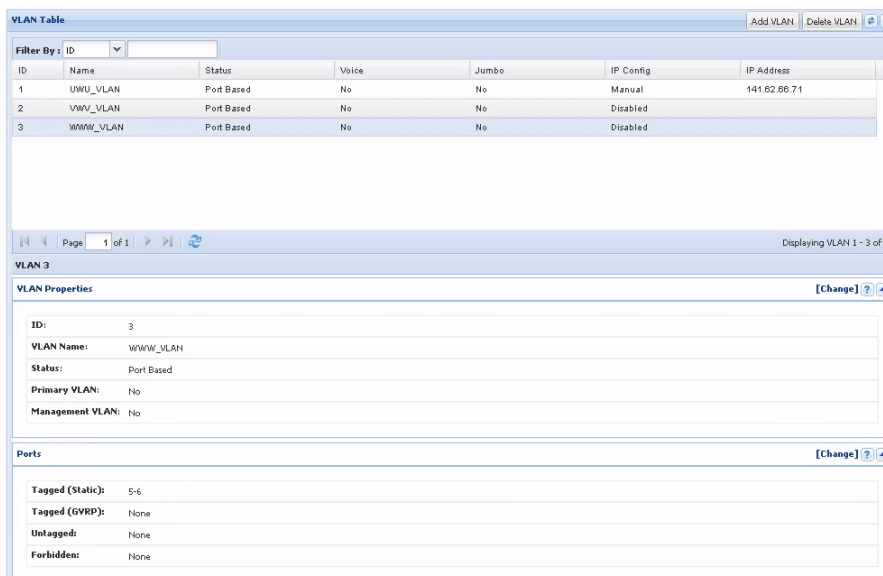 VLAN Table Add VLAN Delete VLAN
Filter By : ID
ID Name Status Voice Jumbo IP Config IP Address
1 UWU_VLAN Port Based No No Manual 141.62.66.71
2 VWV_VLAN Port Based No No Disabled
3 WWW_VLAN Port Based No No Disabled
Page 1 of 1 Displaying VLAN 1 - 3 of
VLAN 3
VLAN Properties [Change] ?
ID: 3
VLAN Name: WWW_VLAN
Status: Port Based
Primary VLAN: No
Management VLAN: No
Ports [Change] ?
Tagged (Static): 5-6
Tagged (GVRP): None
Untagged: None
Forbidden: None